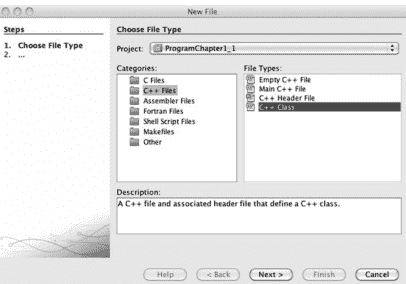 New File
Steps
1. Choose File Type
2. ...
Choose File Type
Project: ProgramChapter1_1
Categories:
C Files
C++ Files
Assembler Files
Fortran Files
Shell Script Files
Makefiles
Other
File Types:
Empty C++ File
Main C++ File
C++ Header File
C++ Class
Description:
A C++ file and associated header file that define a C++ class.
Help
< Back
Next >
Finish
Cancel